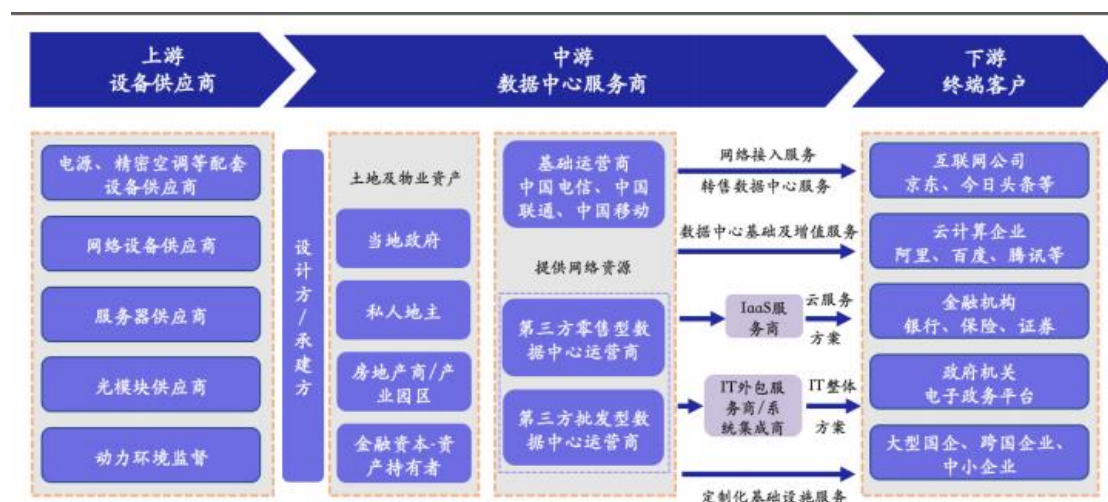 上游
设备供应商
中游
数据中心服务商
下游
终端客户
电源、精密空调等配套
设备供应商
网络设备供应商
服务器供应商
光模块供应商
动力环境监督
设计方/承建方
土地及物业资产
当地政府
私人地主
房地产商/产
业园区
金融资本-资
产持有者
基础运营商
中国电信、中国
联通、中国移动
提供网络资源
第三方零售型数
据中心运营商
第三方批发型数
据中心运营商
网络接入服务
转售数据中心服务
数据中心基础及增值服务
IaaS服
务商
云服务
方案
IT外包服
务商/系
统集成商
IT整体
方案
定制化基础设施服务
互联网公司
京东、今日头条等
云计算企业
阿里、百度、腾讯等
金融机构
银行、保险、证券
政府机关
电子政务平台
大型国企、跨国企业、
中小企业